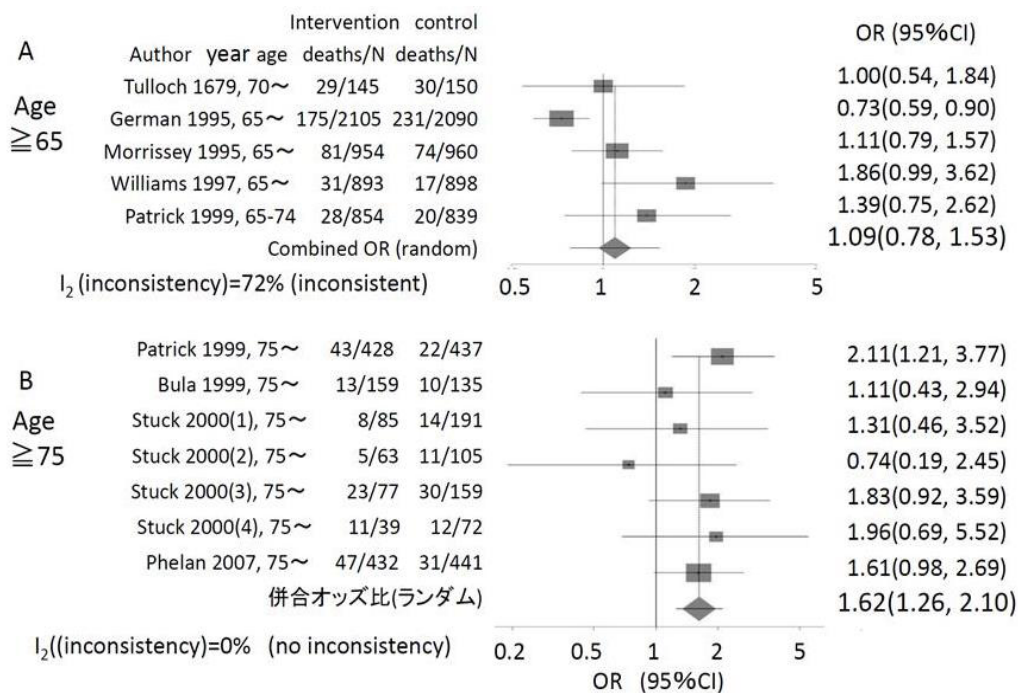 Intervention control
OR (95%CI)
A
Author year age deaths/N deaths/N
Age
≧65
Tulloch 1679, 70～ 29/145 30/150 1.00(0.54, 1.84)
German 1995, 65～ 175/2105 231/2090 0.73(0.59, 0.90)
Morrissey 1995, 65～ 81/954 74/960 1.11(0.79, 1.57)
Williams 1997, 65～ 31/893 17/898 1.86(0.99, 3.62)
Patrick 1999, 65-74 28/854 20/839 1.39(0.75, 2.62)
Combined OR (random) 1.09(0.78, 1.53)
I2 (inconsistency)=72% (inconsistent)
0.5 1 2 5
B
Age
≧75
Patrick 1999, 75～ 43/428 22/437 2.11(1.21, 3.77)
Bula 1999, 75～ 13/159 10/135 1.11(0.43, 2.94)
Stuck 2000(1), 75～ 8/85 14/191 1.31(0.46, 3.52)
Stuck 2000(2), 75～ 5/63 11/105 0.74(0.19, 2.45)
Stuck 2000(3), 75～ 23/77 30/159 1.83(0.92, 3.59)
Stuck 2000(4), 75～ 11/39 12/72 1.96(0.69, 5.52)
Phelan 2007, 75～ 47/432 31/441 1.61(0.98, 2.69)
併合オッズ比(ランダム) 1.62(1.26, 2.10)
I2((inconsistency)=0% (no inconsistency)
0.2 0.5 1 2 5
OR (95%CI)